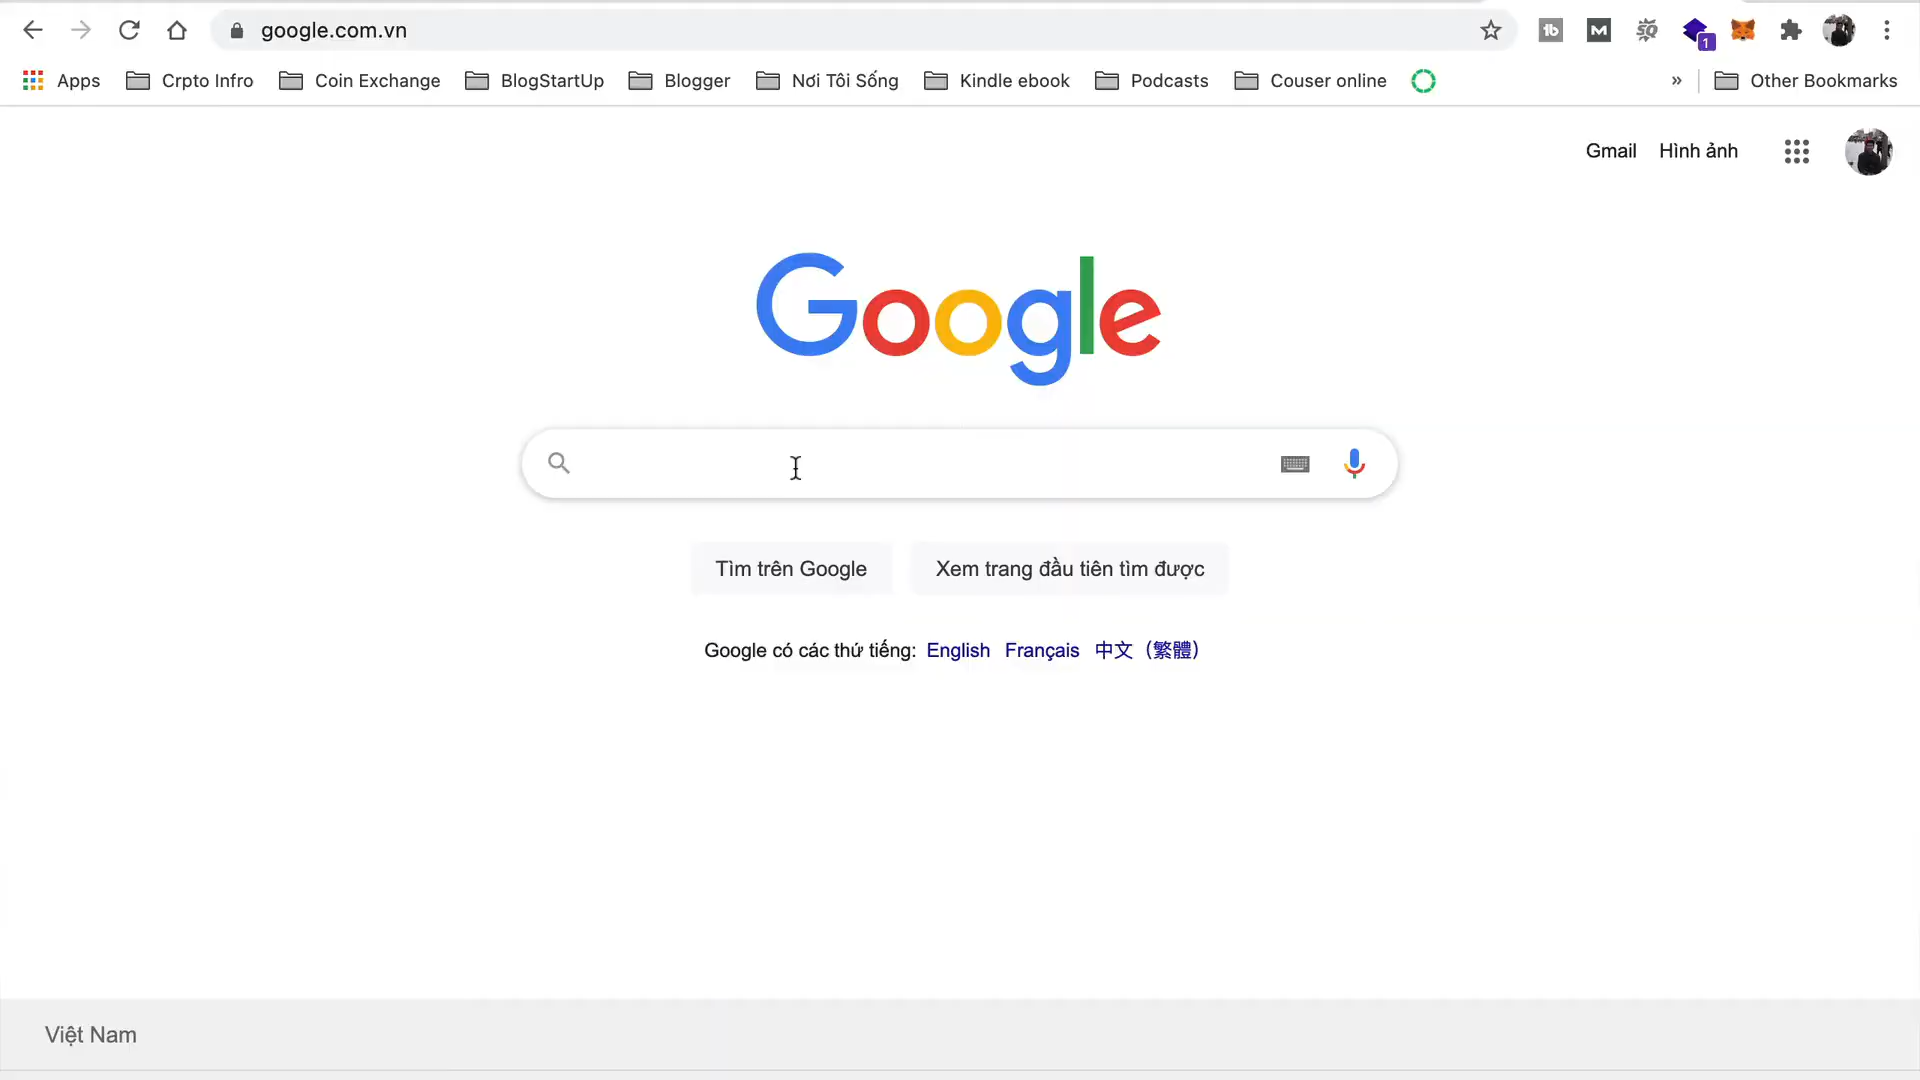 google.com.vn
1
Apps Crpto Infro Coin Exchange BlogStartUp Blogger Nơi Tôi Sống Kindle ebook Podcasts Couser online » Other Bookmarks
Gmail Hình ảnh
Google
Tìm trên Google Xem trang đầu tiên tìm được
Google có các thứ tiếng: English Français 中文（繁體）
Việt Nam